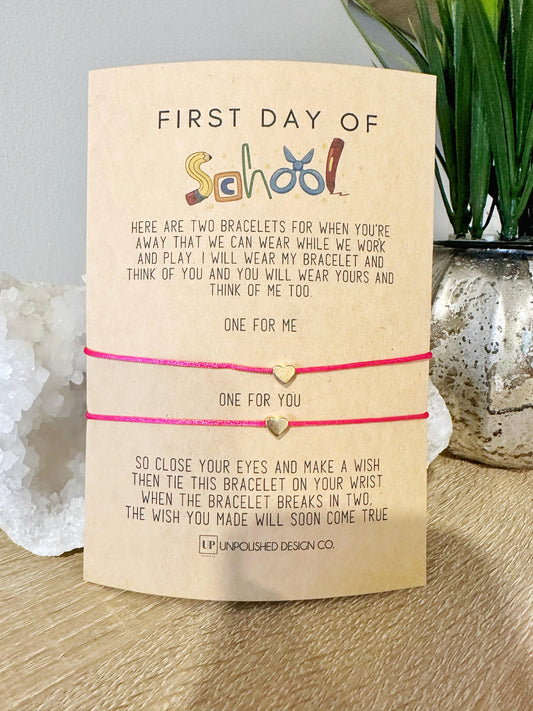 FIRST DAY OF
School
HERE ARE TWO BRACELETS FOR WHEN YOU'RE
AWAY THAT WE CAN WEAR WHILE WE WORK
AND PLAY. I WILL WEAR MY BRACELET AND
THINK OF YOU AND YOU WILL WEAR YOURS AND
THINK OF ME TOO.
ONE FOR ME
ONE FOR YOU
SO CLOSE YOUR EYES AND MAKE A WISH
THEN TIE THIS BRACELET ON YOUR WRIST
WHEN THE BRACELET BREAKS IN TWO,
THE WISH YOU MADE WILL SOON COME TRUE
UP UNPOLISHED DESIGN CO.